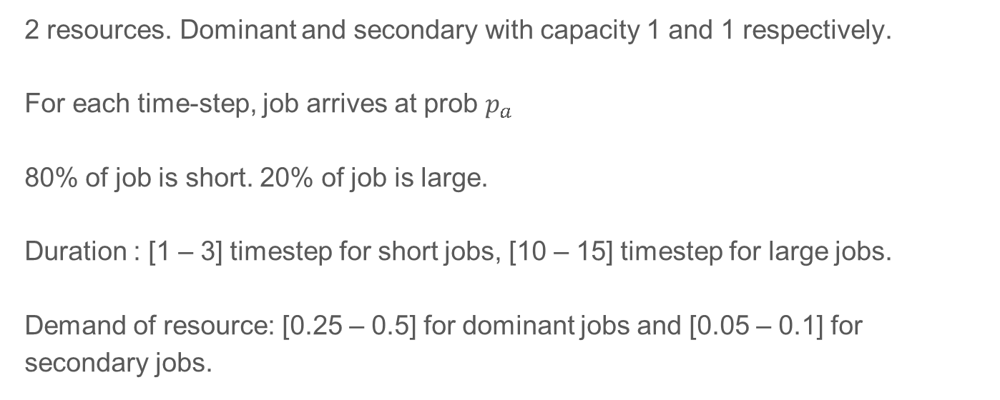 2 resources. Dominant and secondary with capacity 1 and 1 respectively.
For each time-step, job arrives at prob pₐ
80% of job is short. 20% of job is large.
Duration : [1 – 3] timestep for short jobs, [10 – 15] timestep for large jobs.
Demand of resource: [0.25 – 0.5] for dominant jobs and [0.05 – 0.1] for
secondary jobs.